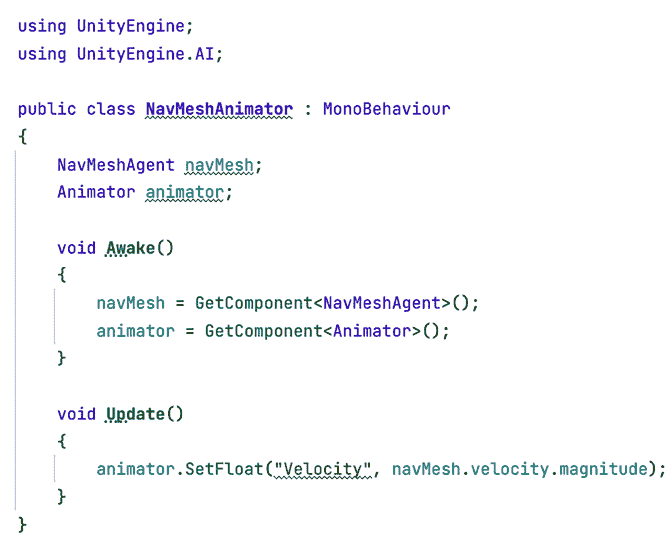 using UnityEngine;
using UnityEngine.AI;
public class NavMeshAnimator : MonoBehaviour
{
NavMeshAgent navMesh;
Animator animator;
void Awake()
{
navMesh = GetComponent<NavMeshAgent>();
animator = GetComponent<Animator>();
}
void Update()
{
animator.SetFloat("Velocity", navMesh.velocity.magnitude);
}
}